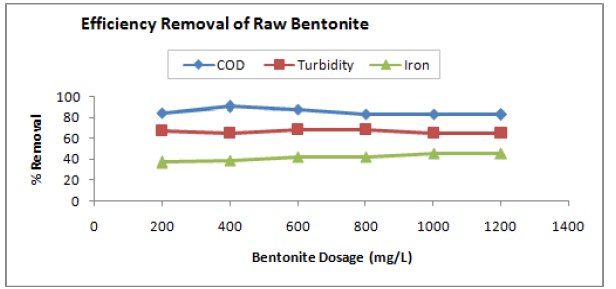 Efficiency Removal of Raw Bentonite
COD Turbidity Iron
100
80
60
40
20
0
% Removal
0 200 400 600 800 1000 1200 1400
Bentonite Dosage (mg/L)